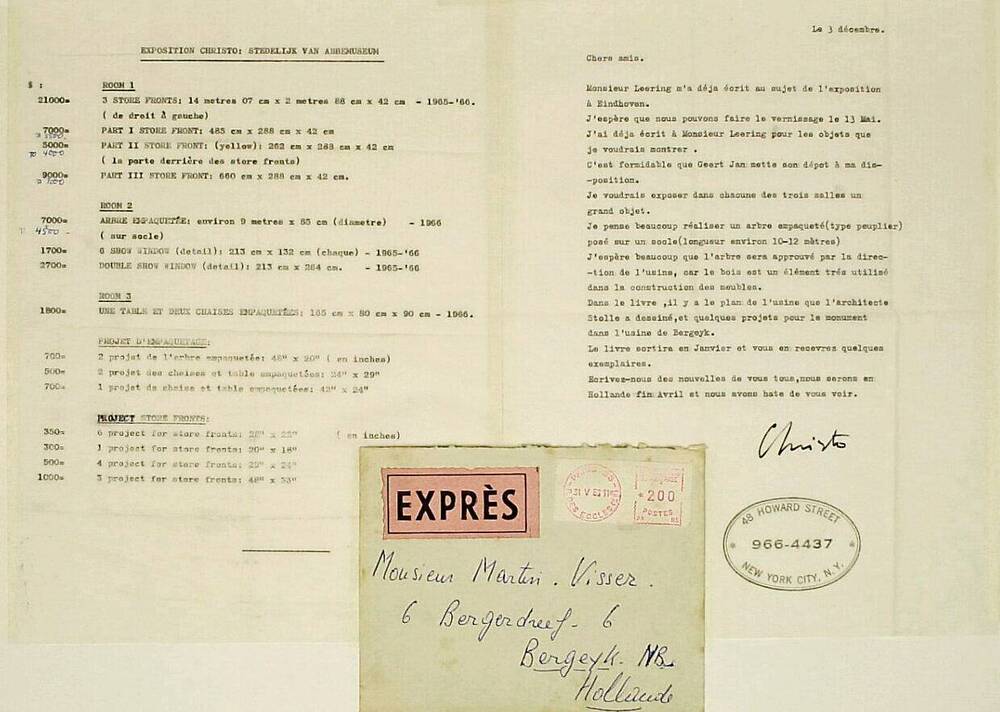 EXPOSITION CHRISTO: STEDELIJK VAN ABBEMUSEUM
$ :
ROOM 1
21000= 3 STORE FRONTS: 14 metres 07 cm x 2 metres 88 cm x 42 cm - 1965-'66.
( de droit à gauche)
7000= PART I STORE FRONT: 485 cm x 288 cm x 42 cm
5000= PART II STORE FRONT: (yellow): 262 cm x 288 cm x 42 cm
to 4000
( la porte derrière des store fronts)
9000= PART III STORE FRONT: 660 cm x 288 cm x 42 cm.
ROOM 2
7000= ARBRE EMPAQUETÉE: environ 9 metres x 85 cm (diametre) - 1966
4500 - ( sur socle)
1700= 6 SHOW WINDOW (detail): 213 cm x 132 cm (chaque) - 1965-'66
2700= DOUBLE SHOW WINDOW (detail): 213 cm x 264 cm. - 1965-'66
ROOM 3
1800= UNE TABLE ET DEUX CHAISES EMPAQUETÉES: 165 cm x 80 cm x 90 cm - 1966.
PROJET D'EMPAQUETAGE:
700= 2 projet de l'arbre empaquetée: 48" x 20" ( en inches)
500= 2 projet des chaises et table empaquetées: 24" x 29"
700= 1 projet de chaise et table empaquetées: 42" x 24"
PROJECT STORE FRONTS:
350= 6 project for store fronts: 28" x 22" ( en inches)
300= 1 project for store fronts: 20" x 18"
500= 4 project for store fronts: 29" x 24"
1000= 3 project for store fronts: 48" x 33"
Le 3 décembre.
Chers amis.
Monsieur Leering m'a déja écrit au sujet de l'exposition
à Eindhoven.
J'espère que nous pouvons faire le vernissage le 13 Mai.
J'ai déja écrit à Monsieur Leering pour les objets que
je voudrais montrer .
C'est formidable que Geert Jan mette son dépot à ma dis-
-position.
Je voudrais exposer dans chacune des trois salles un
grand objet.
Je pense beaucoup réaliser un arbre empaqueté(type peuplier)
posé sur un socle(longueur environ 10-12 mètres)
J'espère beaucoup que l'arbre sera approuvé par la direc-
-tion de l'usine, car le bois est un élément trés utilisé
dans la construction des meubles.
Dans le livre ,il y a le plan de l'usine que l'architecte
Stolle a dessiné,et quelques projets pour le monument
dans l'usine de Bergeyk.
Le livre sortira en Janvier et vous en recevres quelques
exemplaires.
Ecrivez-nous des nouvelles de vous tous,nous serons en
Hollande fin Avril et nous avons hate de vous voir.
Christo
48 HOWARD STREET
966-4437
NEW YORK CITY, N.Y.
EXPRÈS
31 V 63
200
POSTES
Monsieur Martin. Visser.
6 Bergerdreef- 6
Bergeyk. NB.
Hollande